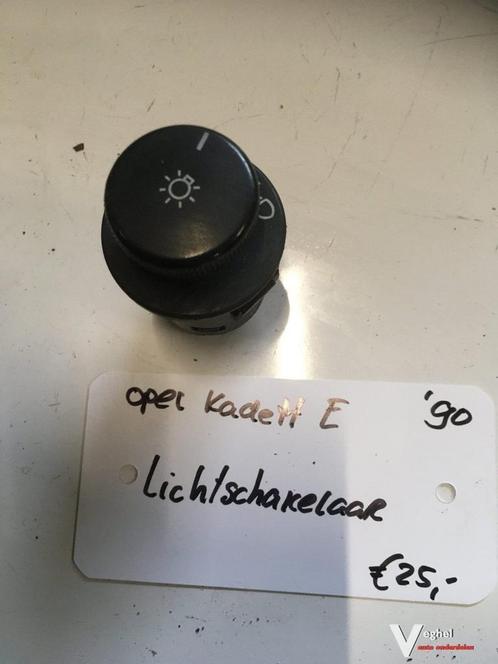 opel Kadett E '90
Lichtschakelaar
€25,-
Veghel
auto onderdelen